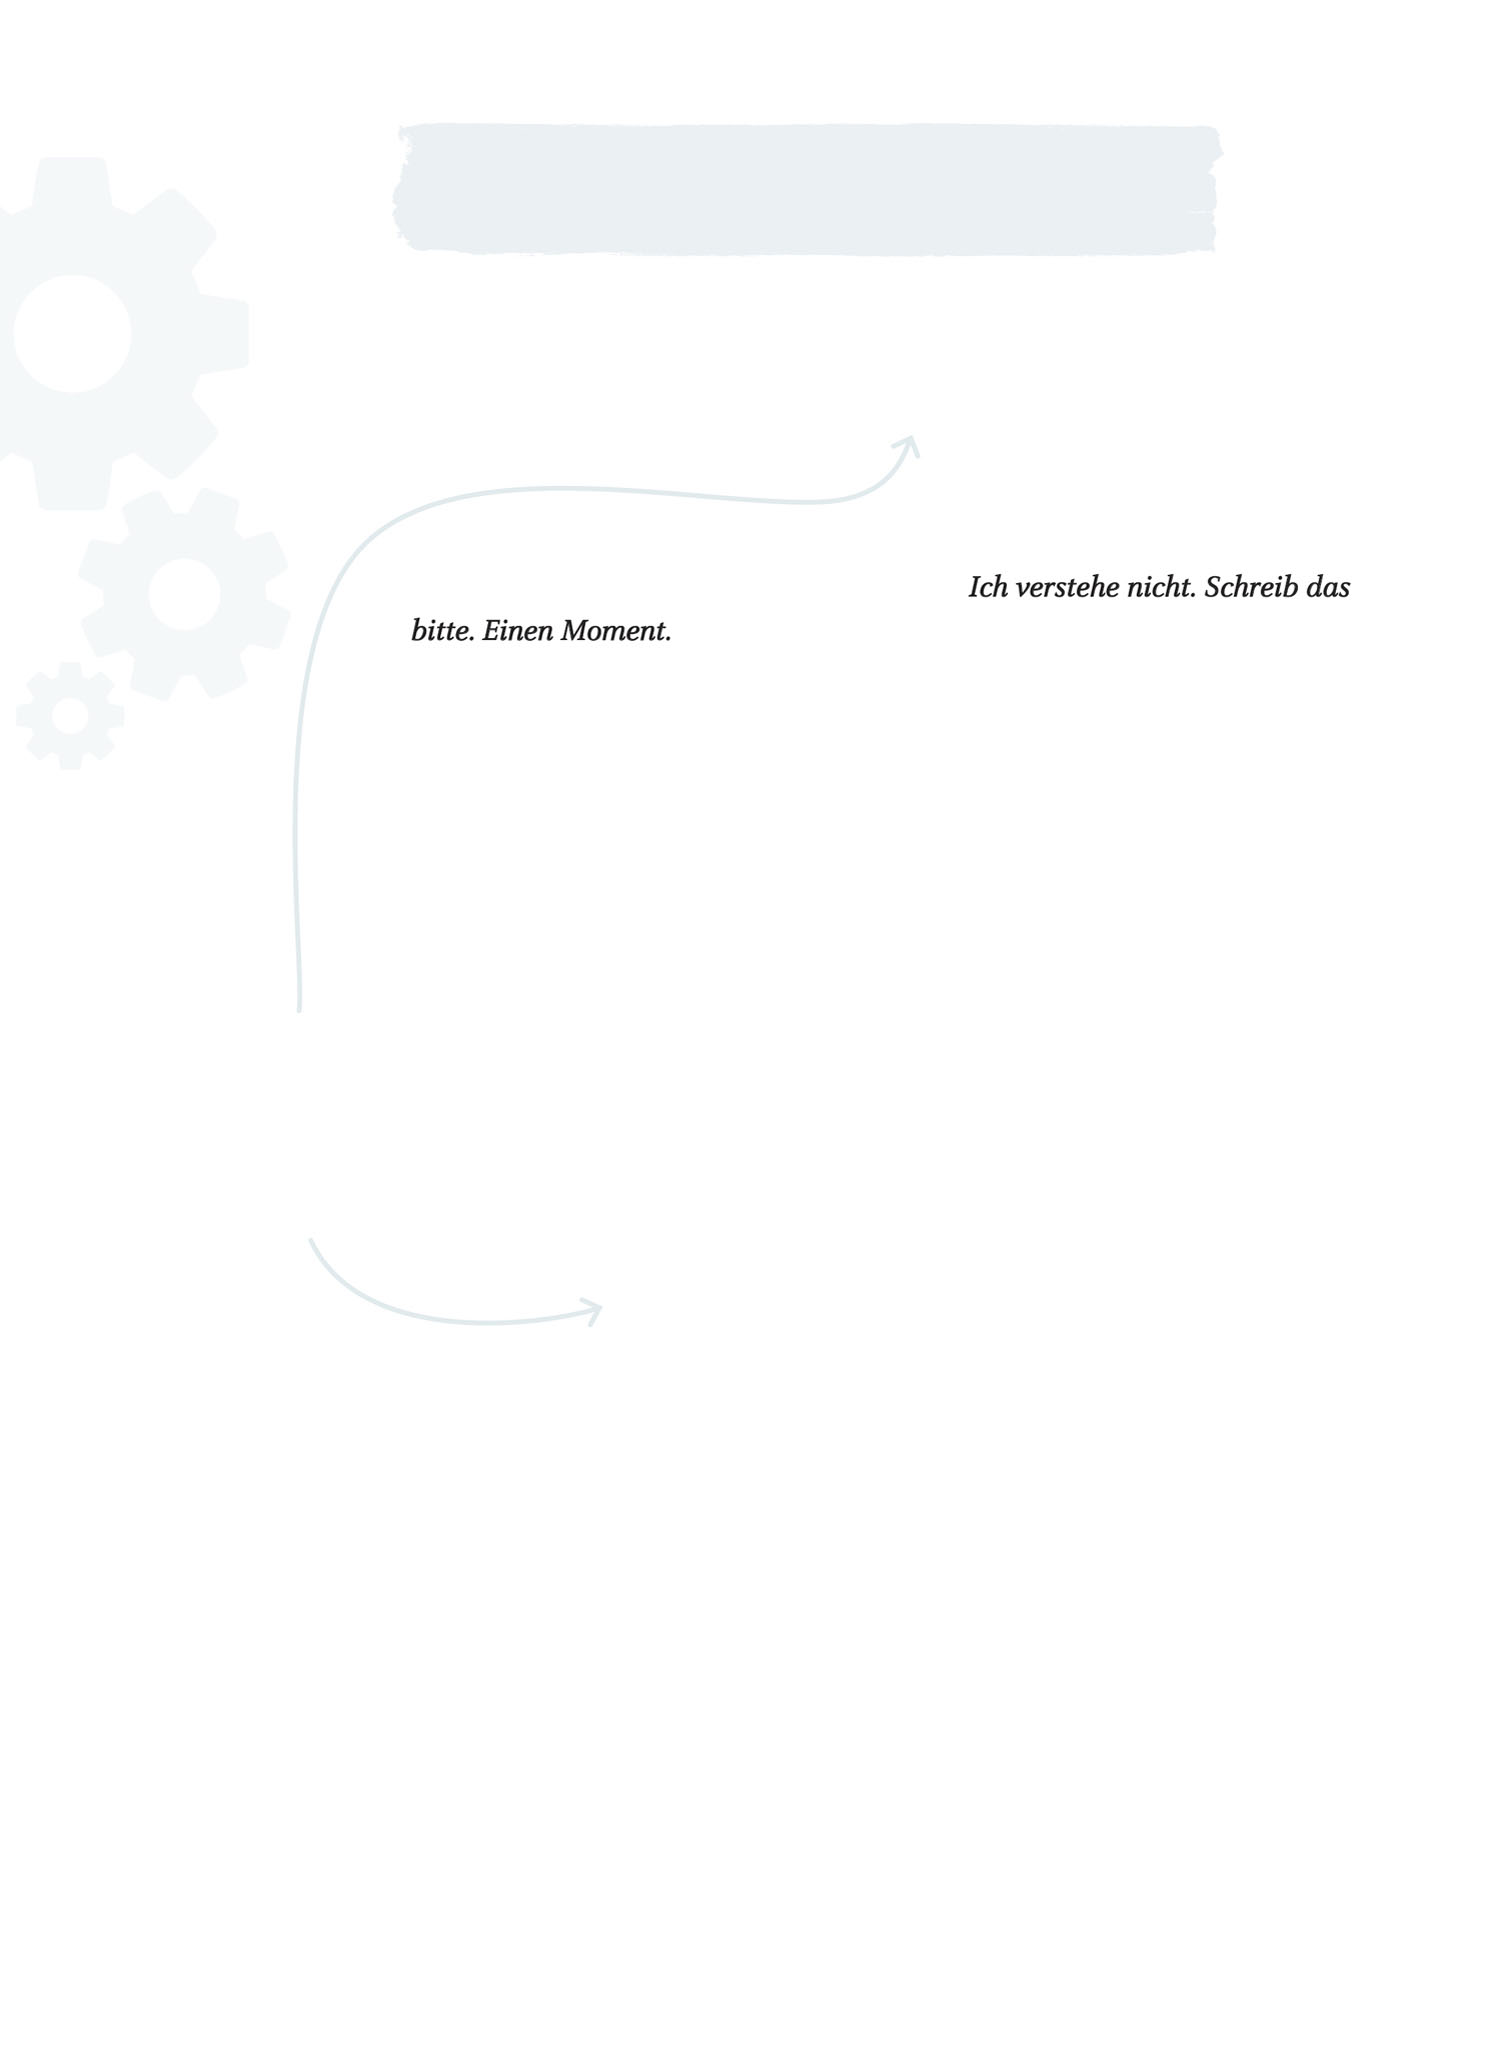 Ich verstehe nicht. Schreib das
bitte. Einen Moment.